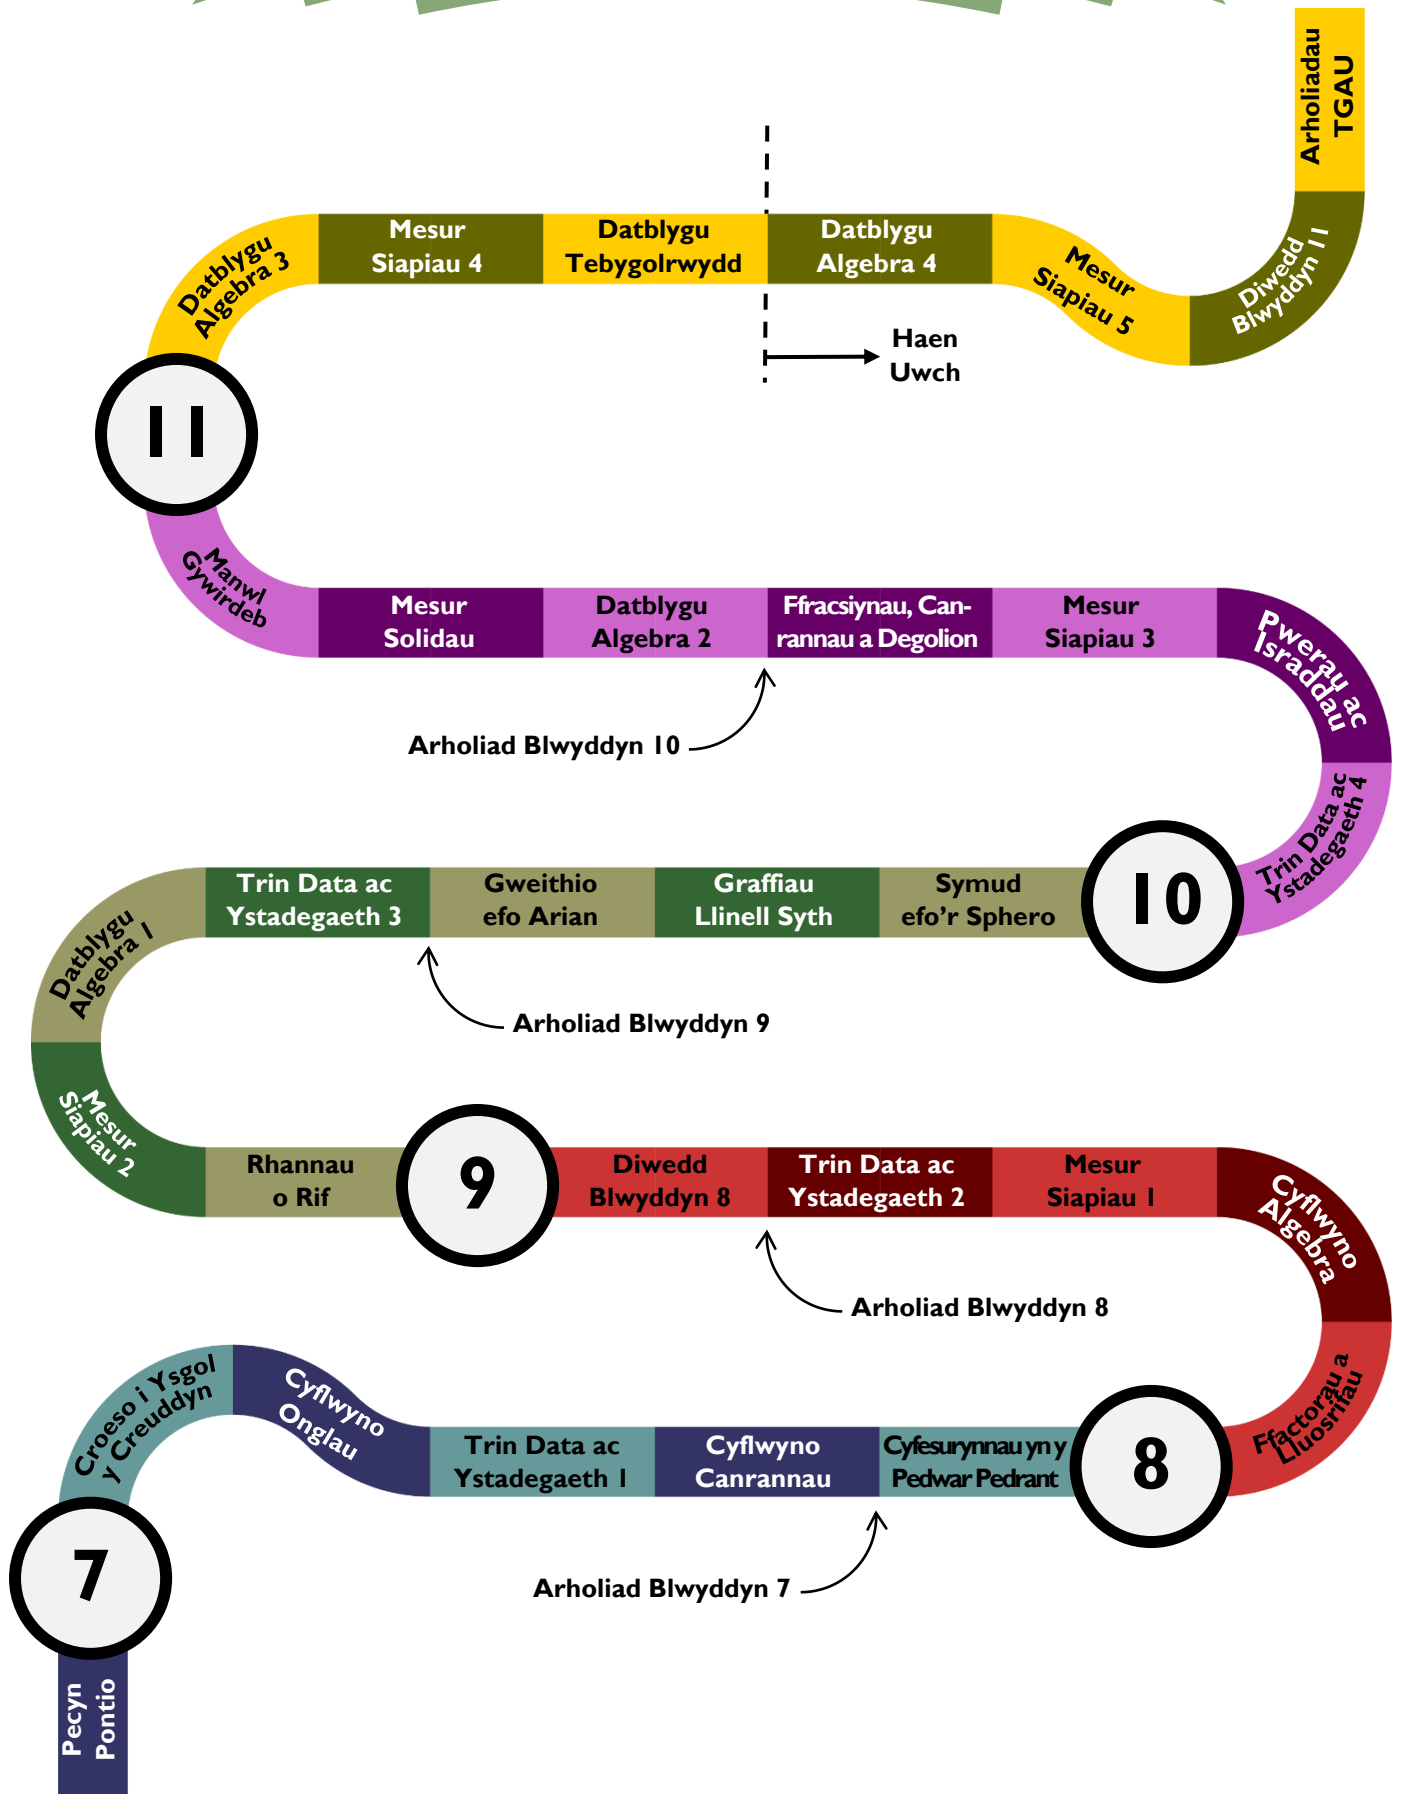 Arholiadau
TGAU
Datblygu
Algebra 3
Mesur
Siapiau 4
Datblygu
Tebygolrwydd
Datblygu
Algebra 4
Mesur
Siapiau 5
Diwedd
Blwyddyn 11
Haen
Uwch
11
Manwl
Gywirdeb
Mesur
Solidau
Datblygu
Algebra 2
Ffracsiynau, Can-
rannau a Degolion
Mesur
Siapiau 3
Pwerau ac
Israddau
Arholiad Blwyddyn 10
Trin Data ac
Ystadegaeth 4
10
Datblygu
Algebra 1
Trin Data ac
Ystadegaeth 3
Gweithio
efo Arian
Graffiau
Llinell Syth
Symud
efo'r Sphero
Arholiad Blwyddyn 9
Mesur
Siapiau 2
Rhannau
o Rif
9
Diwedd
Blwyddyn 8
Trin Data ac
Ystadegaeth 2
Mesur
Siapiau 1
Cyflwyno
Algebra
Arholiad Blwyddyn 8
Ffactorau a
Lluosrifau
Croeso i Ysgol
y Creuddyn
Cyflwyno
Onglau
Trin Data ac
Ystadegaeth 1
Cyflwyno
Canrannau
Cyfesurynnau yn y
Pedwar Pedrant
8
7
Arholiad Blwyddyn 7
Pecyn
Pontio